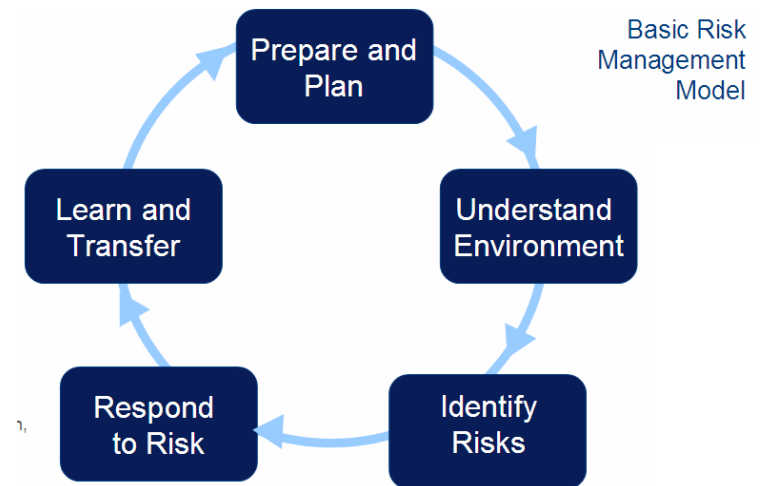 Basic Risk
Management
Model
Prepare and
Plan
Understand
Environment
Identify
Risks
Respond
to Risk
Learn and
Transfer
n,